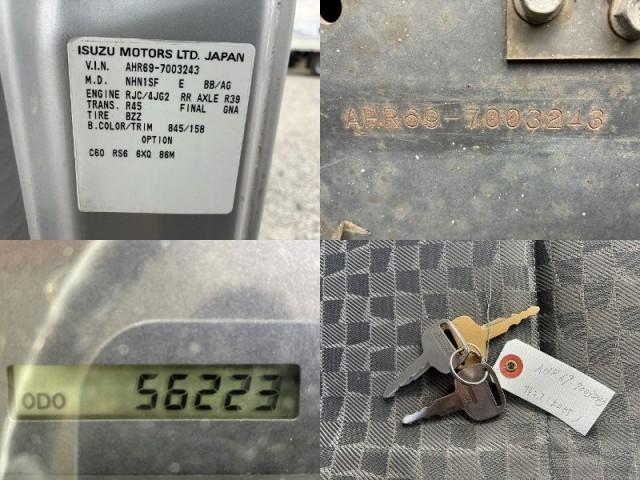 ISUZU MOTORS LTD. JAPAN
V.I.N. AHR69-7003243
M.D. NHN1SF E BB/AG
ENGINE RJC/4JG2 RR AXLE R39
TRANS. R45 FINAL GNA
TIRE BZZ
B.COLOR/TRIM 845/158
OPTION
C60 RS6 6XQ 86M
AHR69-7003243
ODO 56223